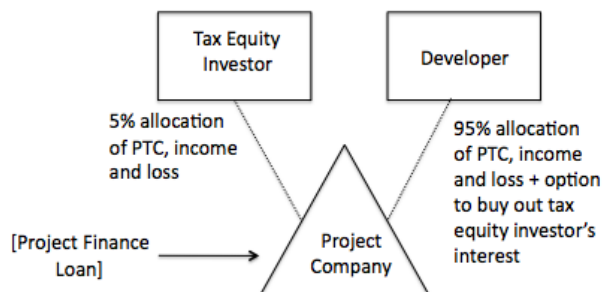 Tax Equity
Investor
Developer
5% allocation
of PTC, income
and loss
95% allocation
of PTC, income
and loss + option
to buy out tax
equity investor's
interest
[Project Finance
Loan]
Project
Company